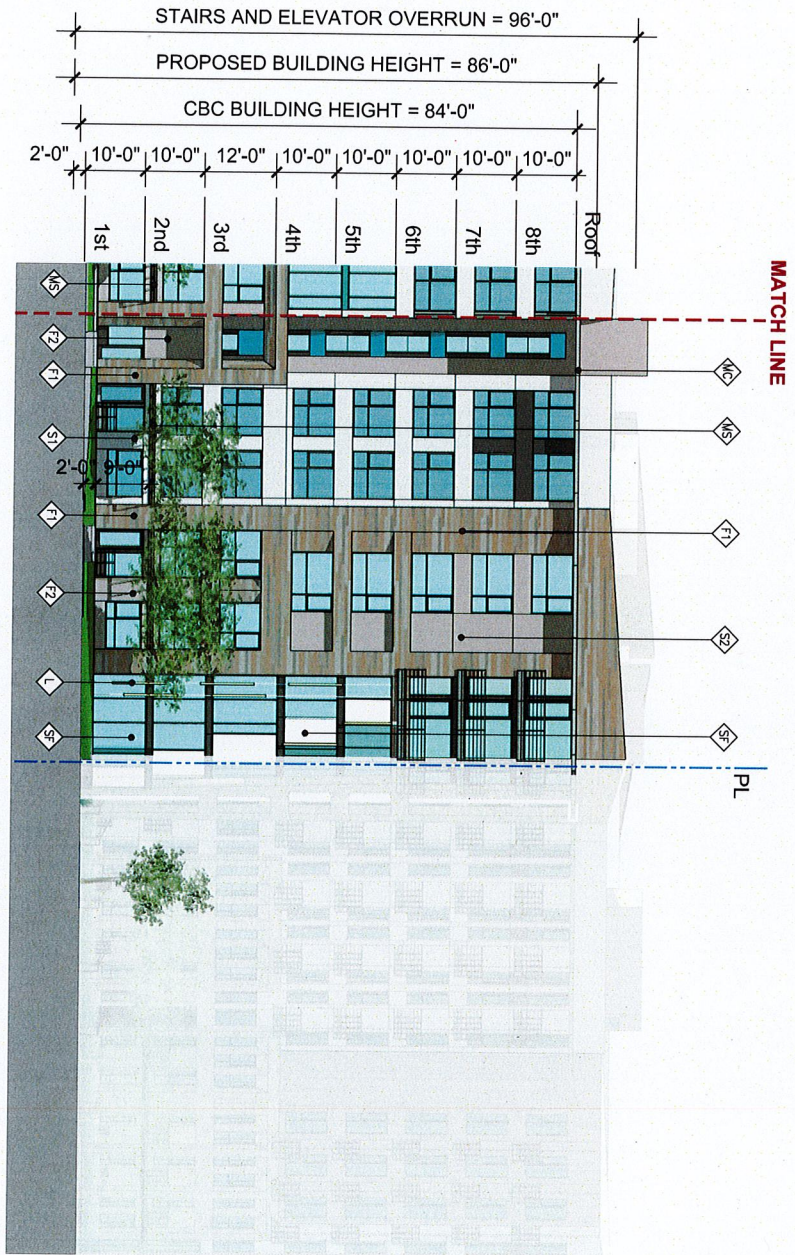 STAIRS AND ELEVATOR OVERRUN = 96'-0"
PROPOSED BUILDING HEIGHT = 86'-0"
CBC BUILDING HEIGHT = 84'-0"
2'-0" 10'-0" 10'-0" 12'-0" 10'-0" 10'-0" 10'-0" 10'-0" 10'-0"
1st
2nd
3rd
4th
5th
6th
7th
8th
Roof
MATCH LINE
MS
F2
F1
S1
F1
F2
L
SF
2'-0" 9'-0"
MC
MS
F1
S2
SF
PL